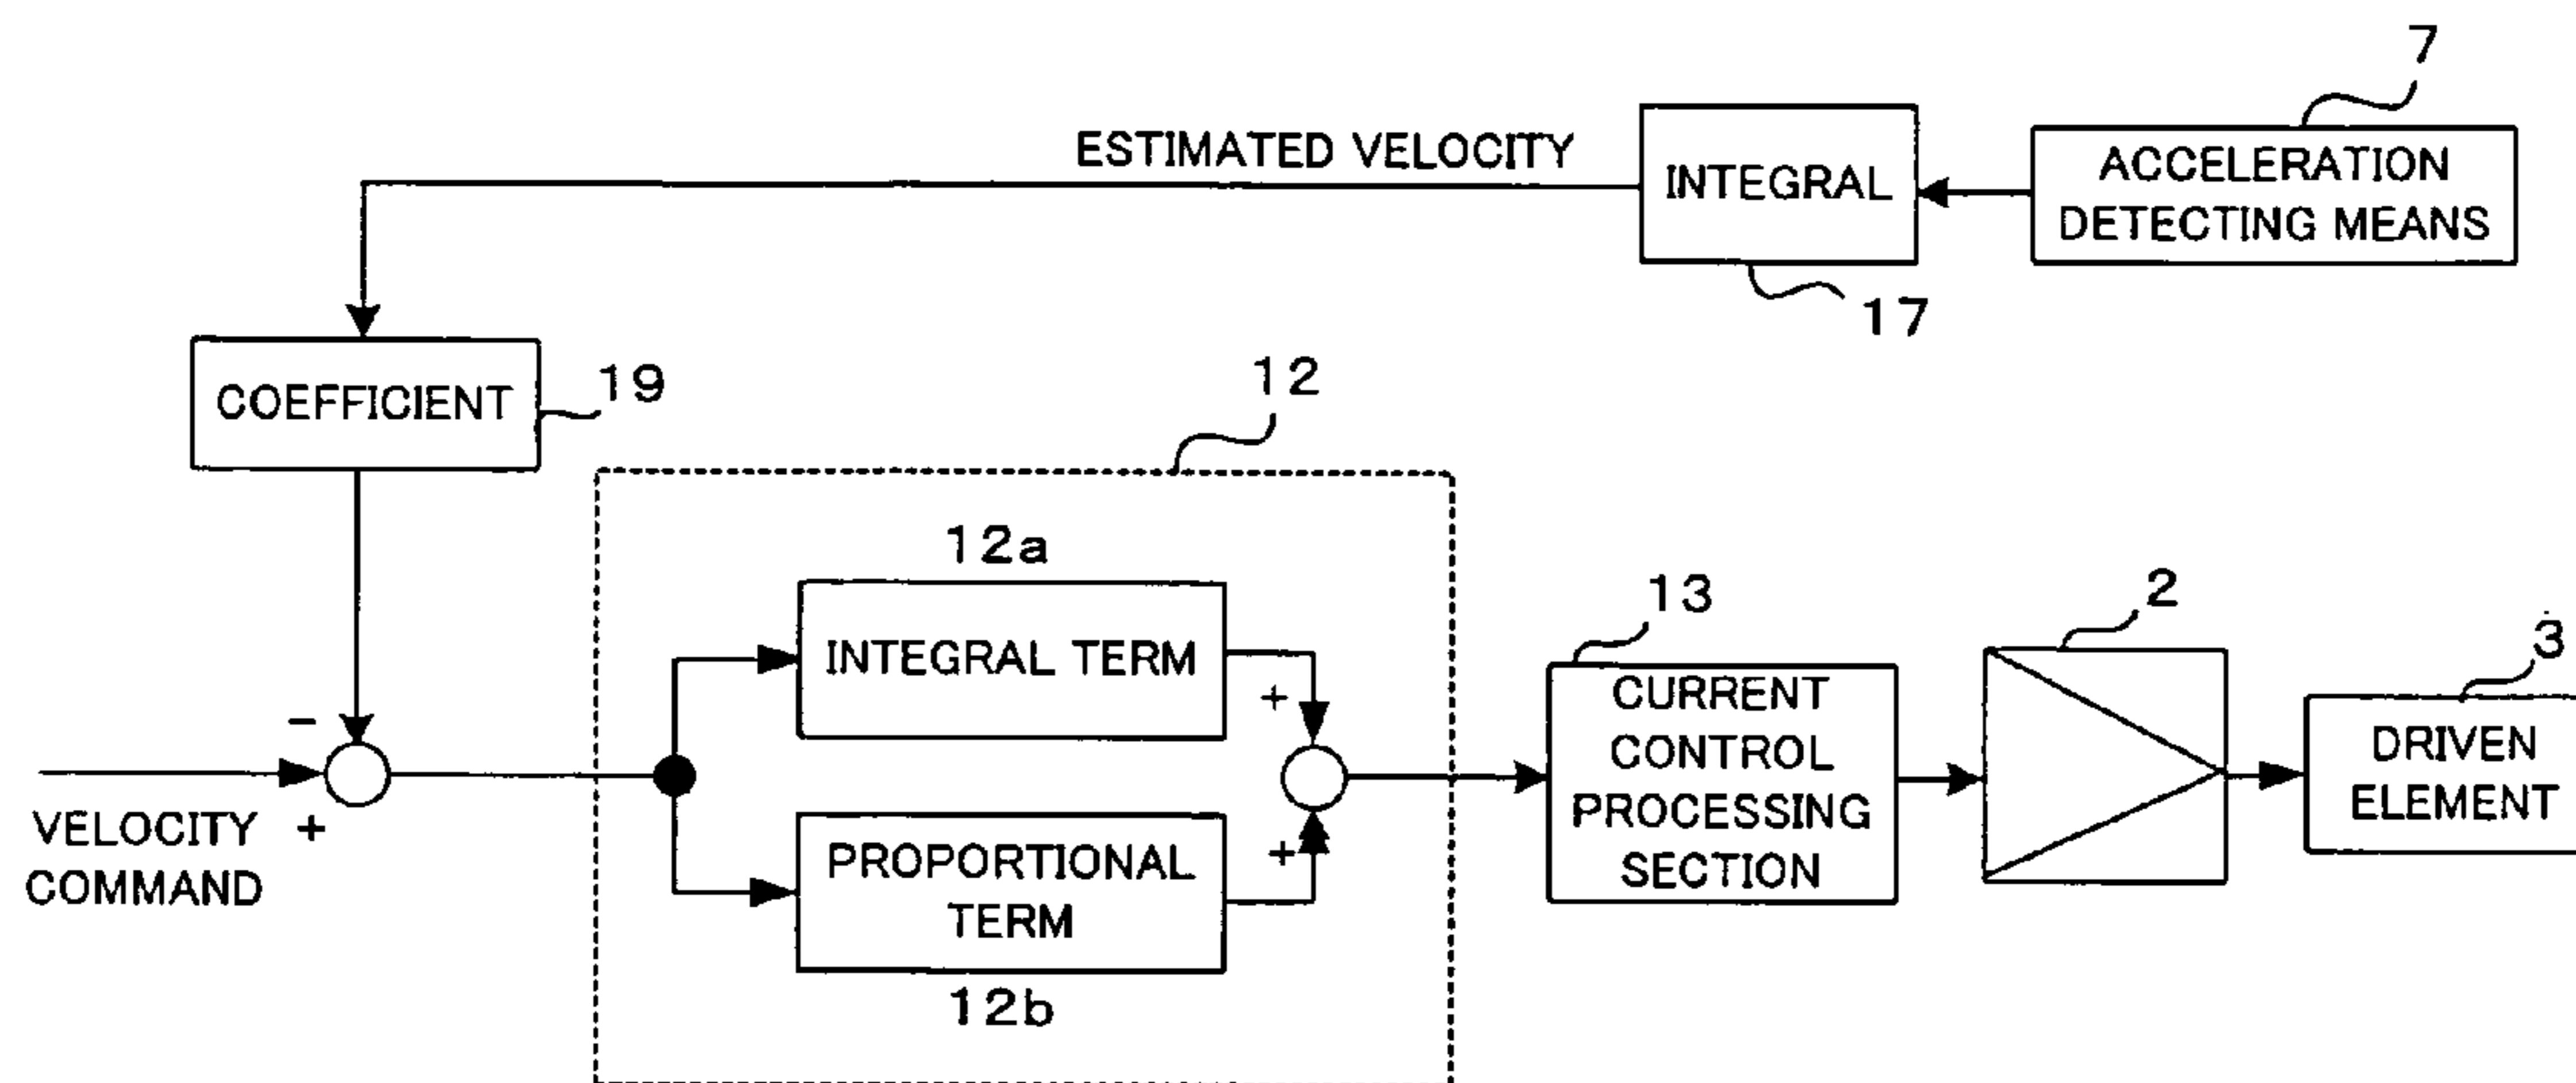 7
ESTIMATED VELOCITY
INTEGRAL
ACCELERATION
DETECTING MEANS
17
COEFFICIENT
19
12
12a
INTEGRAL TERM
+
-
+
VELOCITY
COMMAND
PROPORTIONAL
TERM
+
12b
13
CURRENT
CONTROL
PROCESSING
SECTION
2
3
DRIVEN
ELEMENT